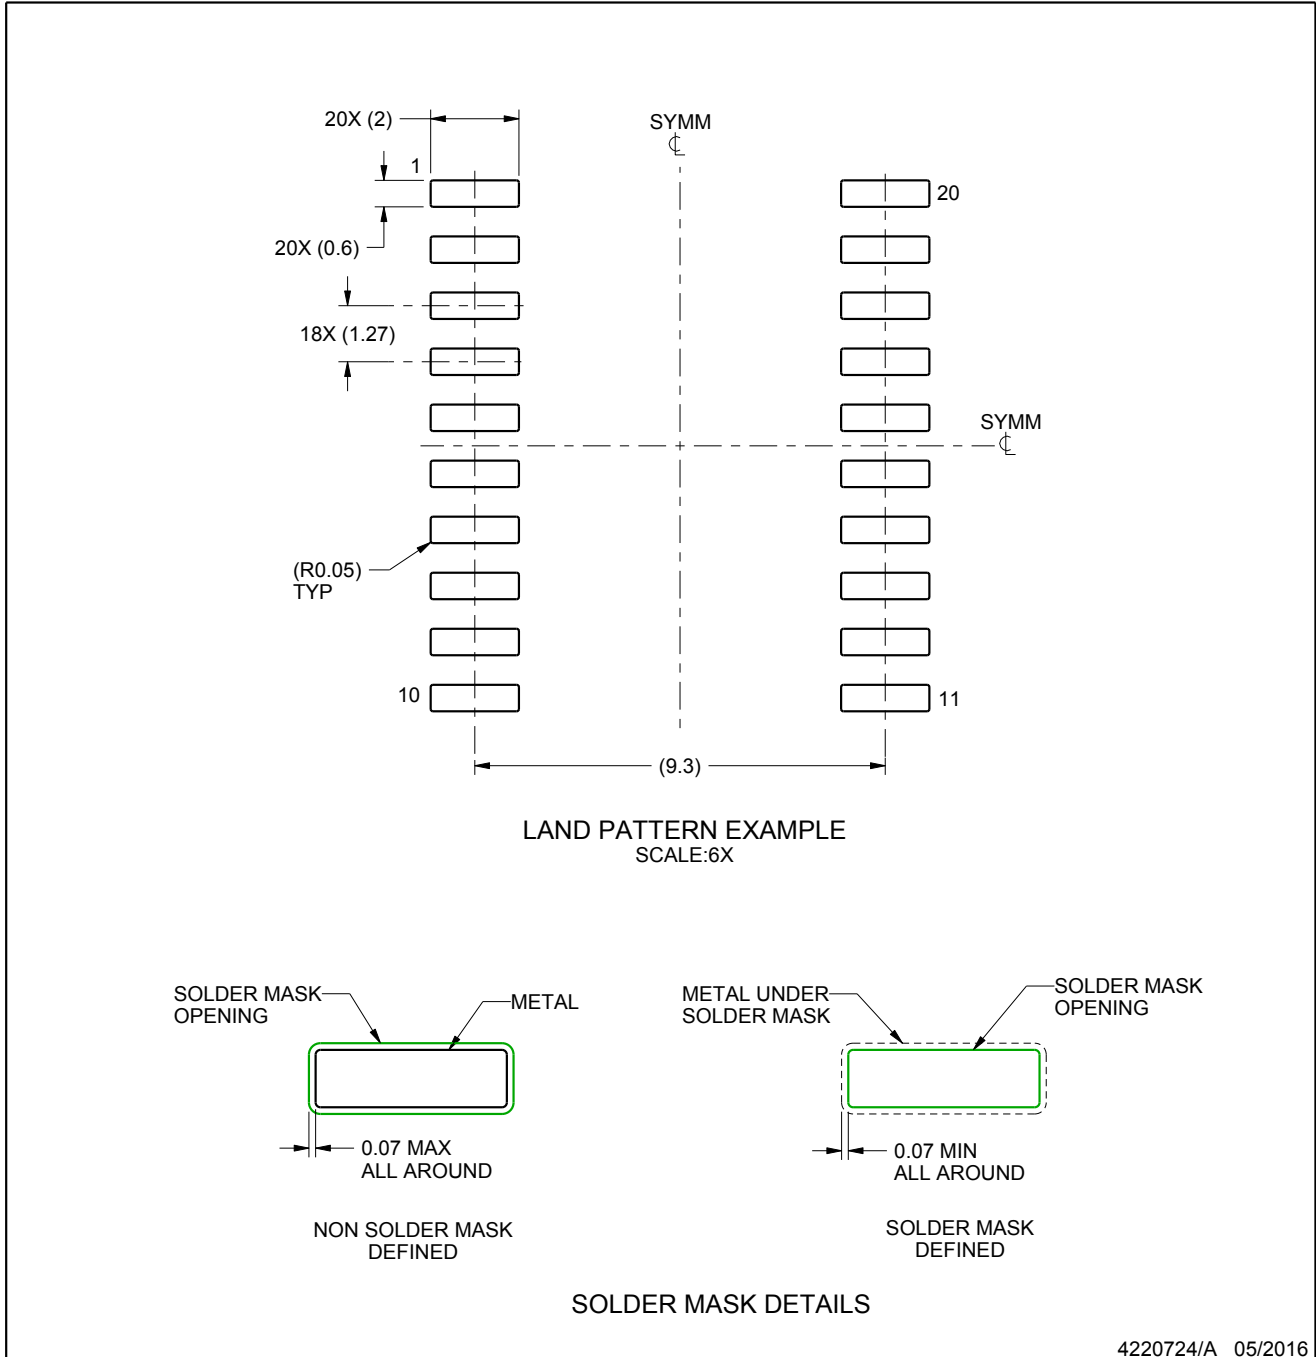 20X (2)
SYMM
℄
1
20
20X (0.6)
18X (1.27)
SYMM
℄
(R0.05)
TYP
10
11
(9.3)
LAND PATTERN EXAMPLE
SCALE:6X
SOLDER MASK
OPENING
METAL
METAL UNDER
SOLDER MASK
SOLDER MASK
OPENING
0.07 MAX
ALL AROUND
0.07 MIN
ALL AROUND
NON SOLDER MASK
DEFINED
SOLDER MASK
DEFINED
SOLDER MASK DETAILS
4220724/A 05/2016